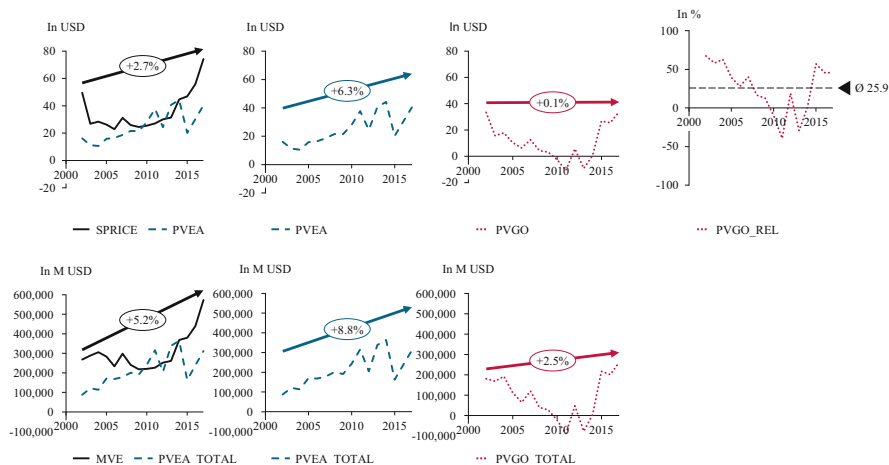 In USD
80
60
40
20
0
2000 2005 2010 2015
-20
+2.7%
SPRICE PVEA
In USD
80
60
40
20
0
2000 2005 2010 2015
-20
+6.3%
PVEA
In USD
80
60
40
20
0
2000 2005 2010 2015
-20
+0.1%
PVGO
In %
100
50
0
2000 2005 2010 2015
-50
-100
Ø 25.9
PVGO_REL
In M USD
600,000
500,000
400,000
300,000
200,000
100,000
0
-100,000
2000 2005 2010 2015
+5.2%
MVE PVEA_TOTAL
In M USD
600,000
500,000
400,000
300,000
200,000
100,000
0
-100,000
2000 2005 2010 2015
+8.8%
PVEA_TOTAL
In M USD
600,000
500,000
400,000
300,000
200,000
100,000
0
-100,000
2000 2005 2010 2015
+2.5%
PVGO_TOTAL